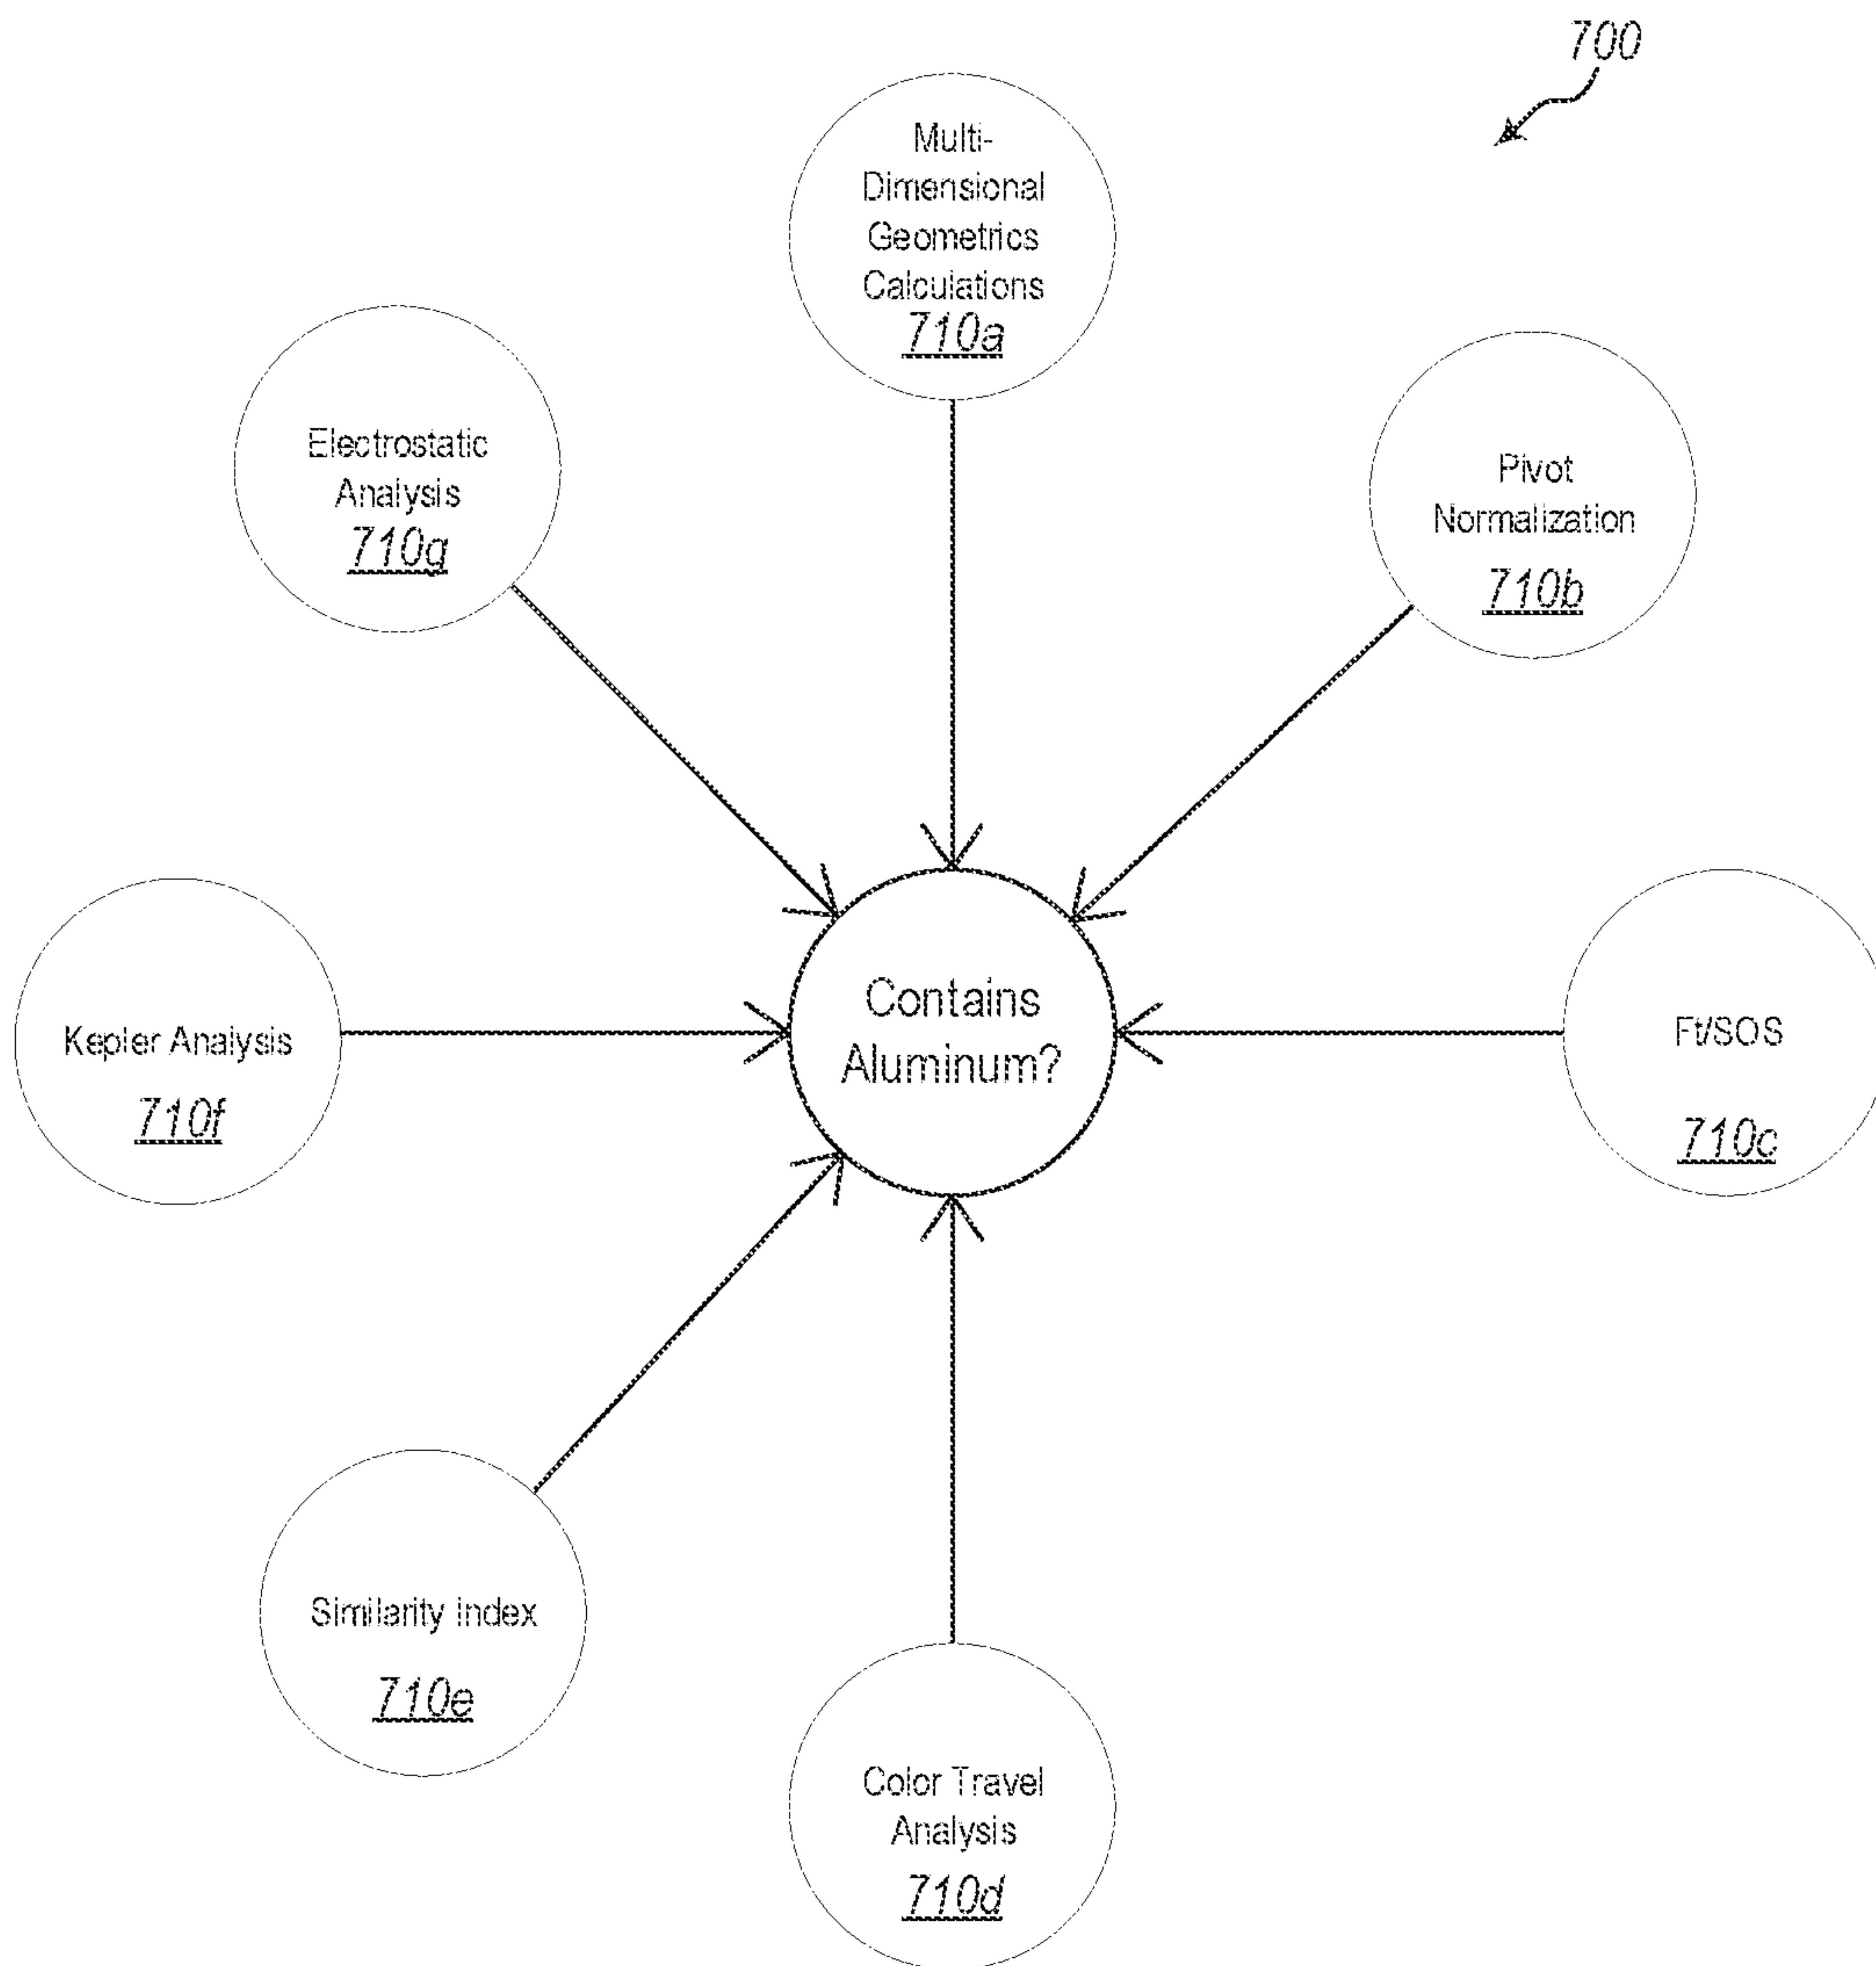 700
Multi-
Dimensional
Geometrics
Calculations
710a
Electrostatic
Analysis
710g
Pivot
Normalization
710b
Contains
Aluminum?
Kepler Analysis
710f
Ft/SOS
710c
Similarity Index
710e
Color Travel
Analysis
710d